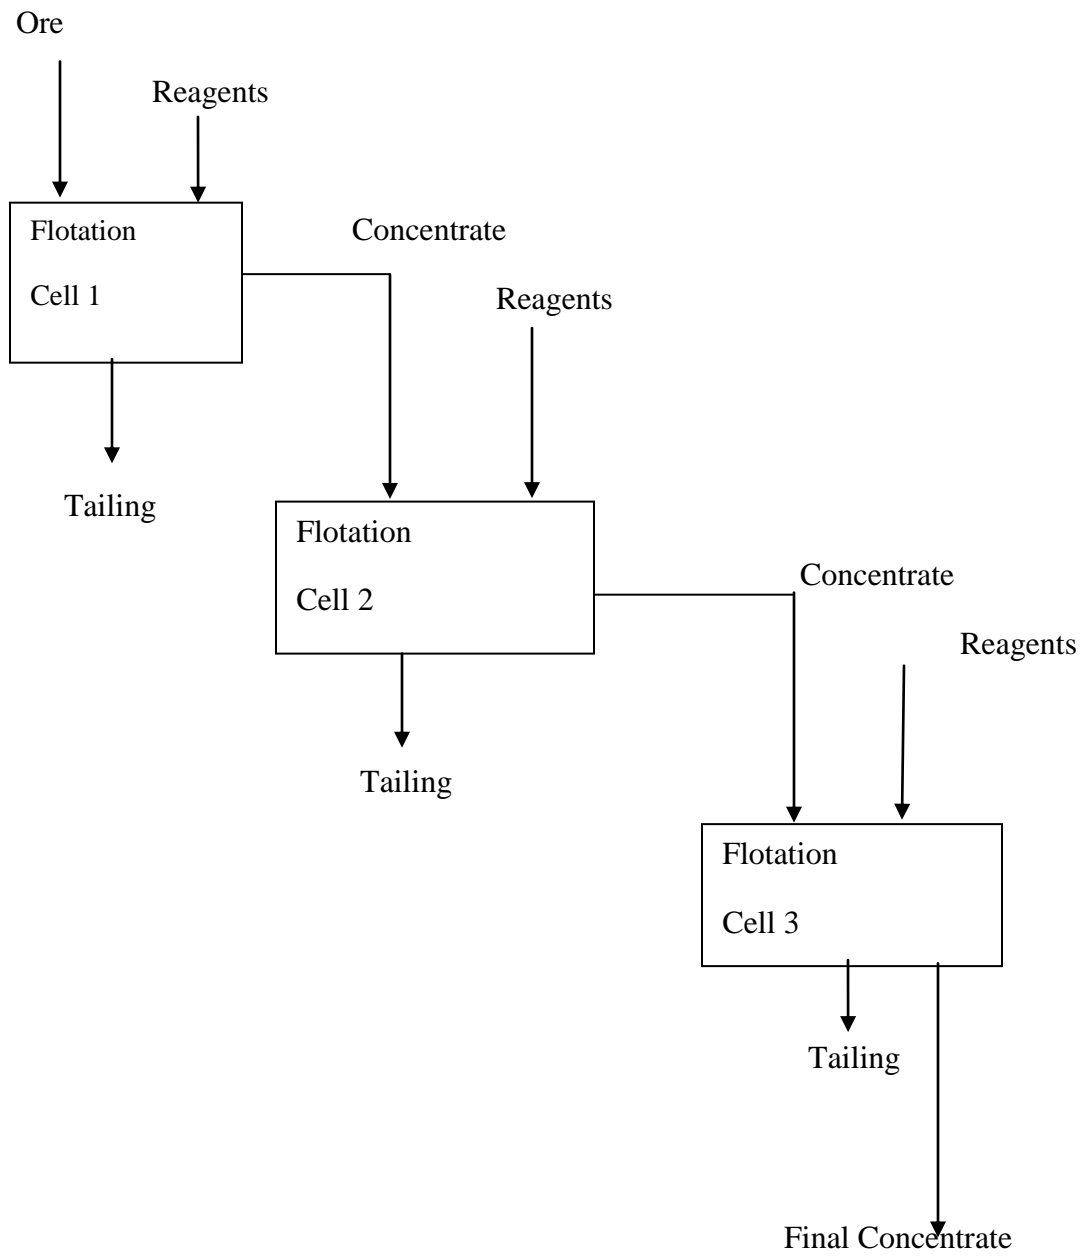 Ore
Reagents
Flotation
Cell 1
Concentrate
Reagents
Tailing
Flotation
Cell 2
Concentrate
Reagents
Tailing
Flotation
Cell 3
Tailing
Final Concentrate